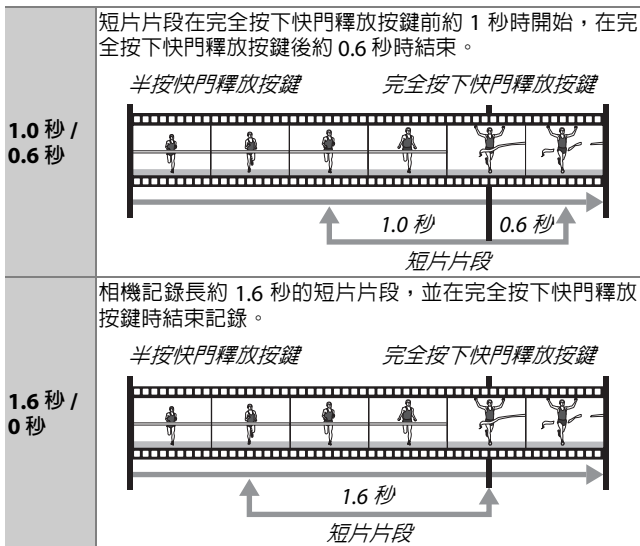 短片片段在完全按下快門釋放按鍵前約 1 秒時開始，在完
全按下快門釋放按鍵後約 0.6 秒時結束。
半按快門釋放按鍵 完全按下快門釋放按鍵
1.0 秒 /
0.6 秒
1.0 秒 0.6 秒
短片片段
相機記錄長約 1.6 秒的短片片段，並在完全按下快門釋放
按鍵時結束記錄。
半按快門釋放按鍵 完全按下快門釋放按鍵
1.6 秒 /
0 秒
1.6 秒
短片片段